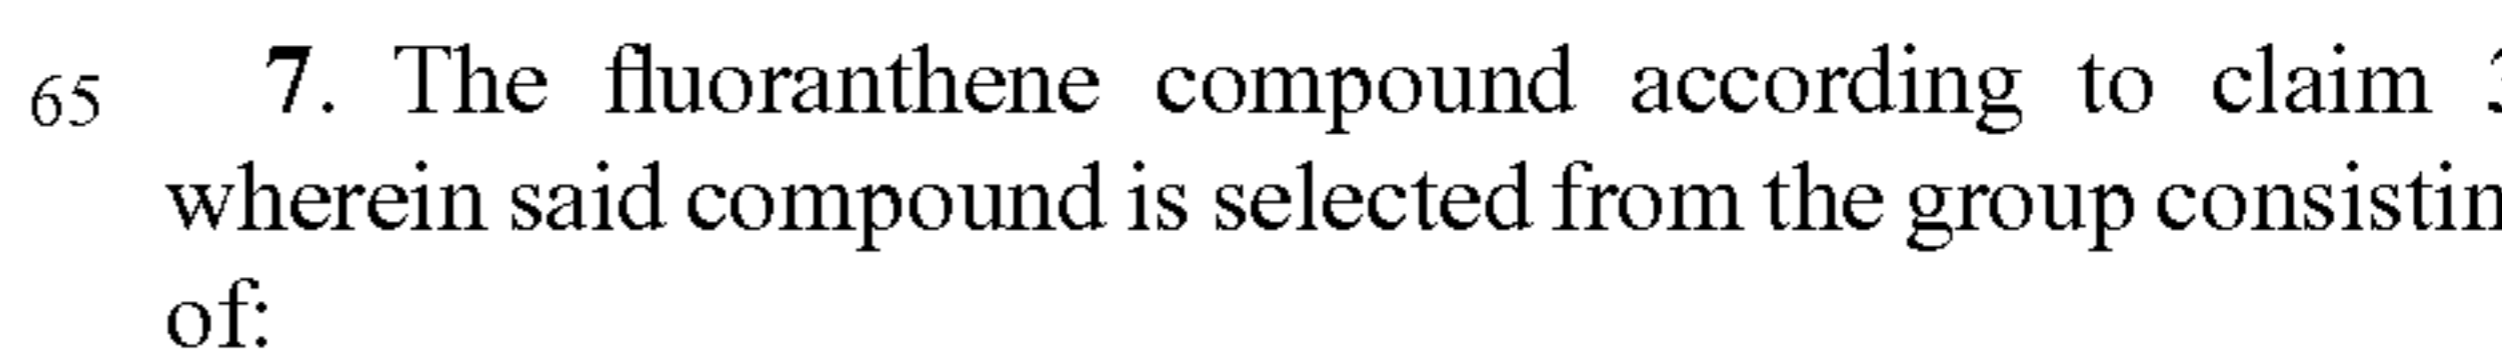 65 7. The fluoranthene compound according to claim
wherein said compound is selected from the group consistin
of: